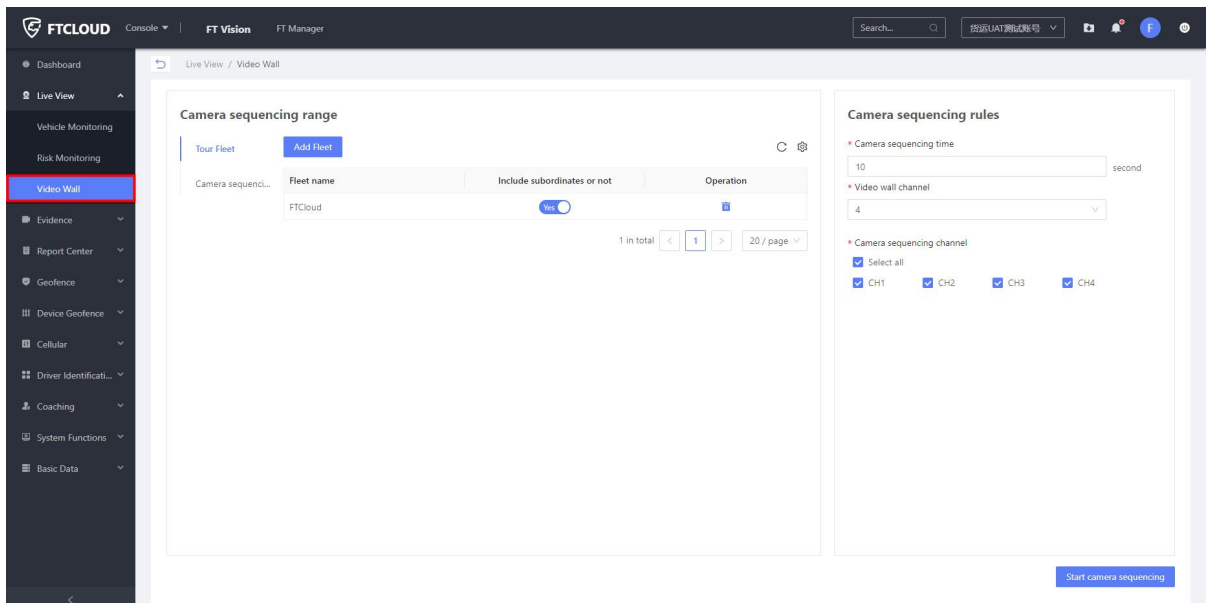 FTCLOUD Console FT Vision FT Manager Search... 货运UAT测试账号 F
Dashboard
Live View
Vehicle Monitoring
Risk Monitoring
Video Wall
Evidence
Report Center
Geofence
Device Geofence
Cellular
Driver Identificati...
Coaching
System Functions
Basic Data
Live View / Video Wall
Camera sequencing range
Tour Fleet
Camera sequenci...
Add Fleet
Fleet name Include subordinates or not Operation
FTCloud Yes
1 in total < 1 > 20 / page
Camera sequencing rules
* Camera sequencing time
10 second
* Video wall channel
4
* Camera sequencing channel
Select all
CH1 CH2 CH3 CH4
Start camera sequencing